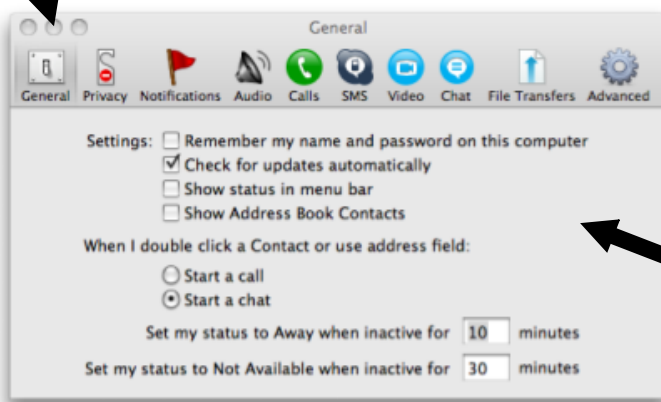 General
General Privacy Notifications Audio Calls SMS Video Chat File Transfers Advanced
Settings: Remember my name and password on this computer
Check for updates automatically
Show status in menu bar
Show Address Book Contacts
When I double click a Contact or use address field:
Start a call
Start a chat
Set my status to Away when inactive for 10 minutes
Set my status to Not Available when inactive for 30 minutes